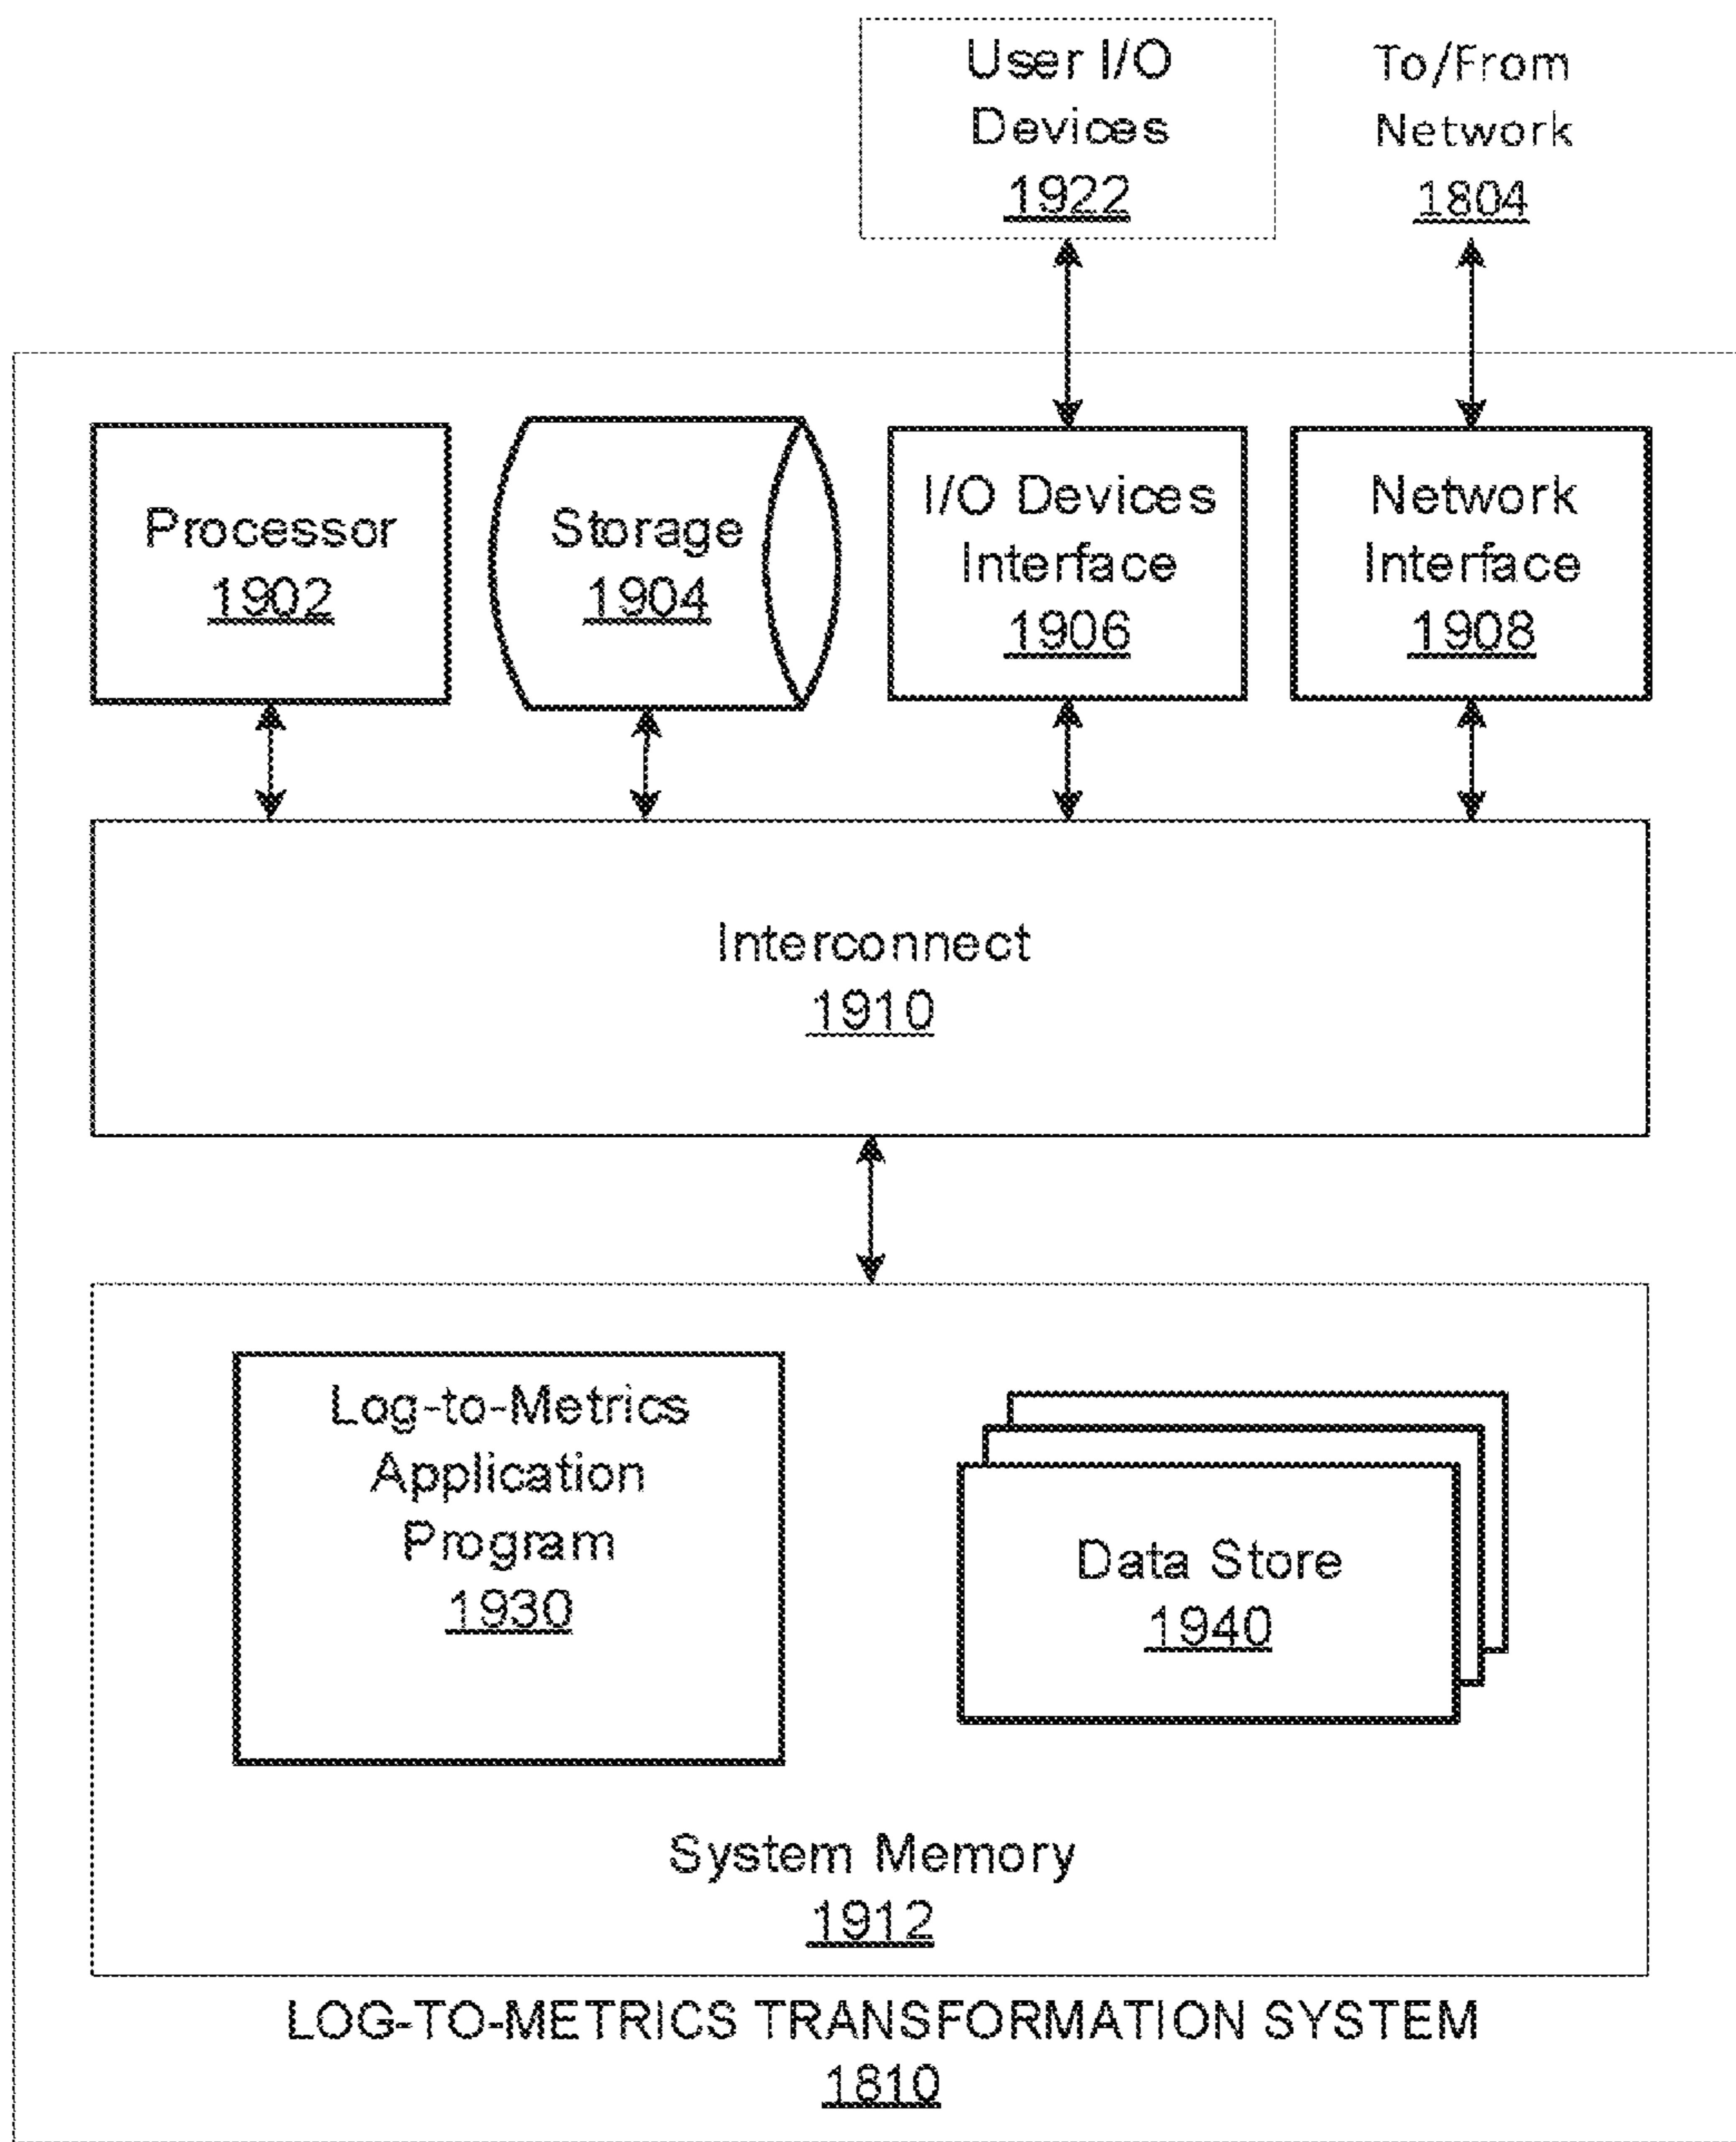 User I/O
Devices
1922
To/From
Network
1804
Processor
1902
Storage
1904
I/O Devices
Interface
1906
Network
Interface
1908
Interconnect
1910
Log-to-Metrics
Application
Program
1930
Data Store
1940
System Memory
1912
LOG-TO-METRICS TRANSFORMATION SYSTEM
1810